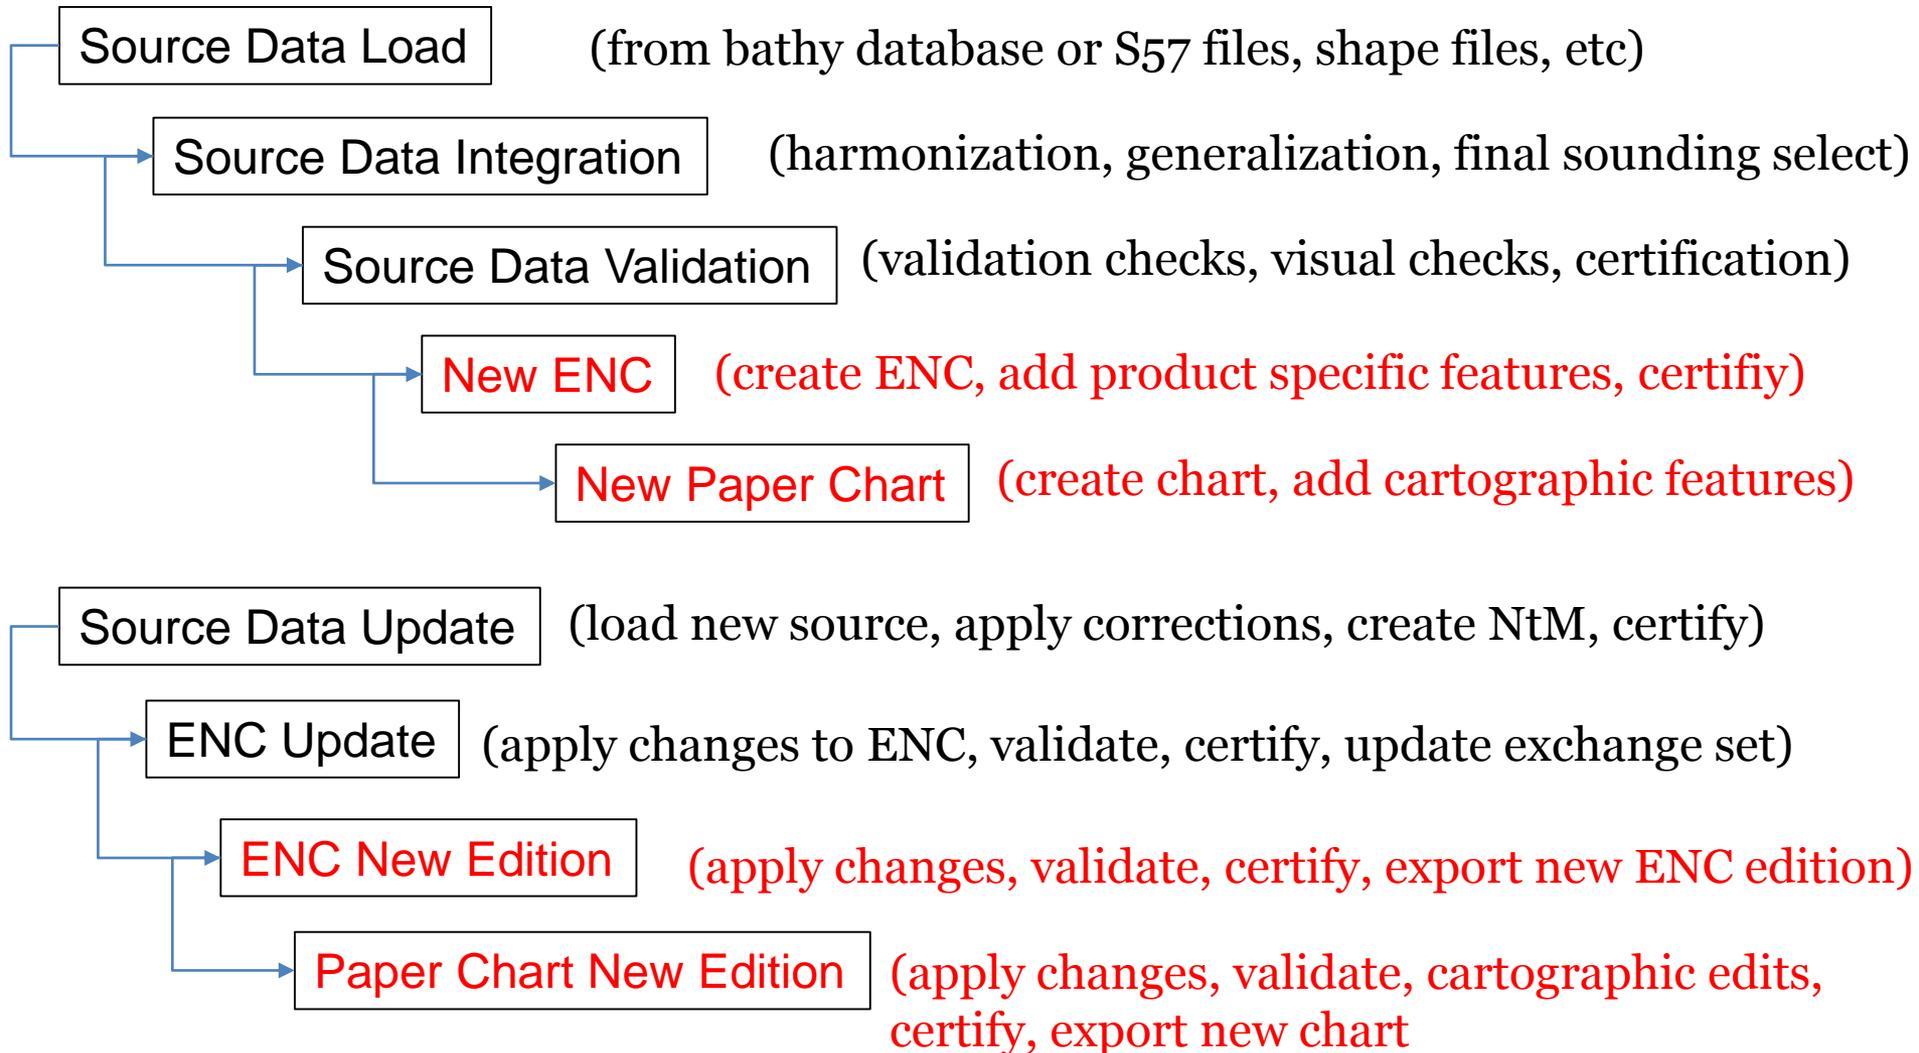 Source Data Load (from bathy database or S57 files, shape files, etc)
Source Data Integration (harmonization, generalization, final sounding select)
Source Data Validation (validation checks, visual checks, certification)
New ENC (create ENC, add product specific features, certifiy)
New Paper Chart (create chart, add cartographic features)
Source Data Update (load new source, apply corrections, create NtM, certify)
ENC Update (apply changes to ENC, validate, certify, update exchange set)
ENC New Edition (apply changes, validate, certify, export new ENC edition)
Paper Chart New Edition (apply changes, validate, cartographic edits,
certify, export new chart